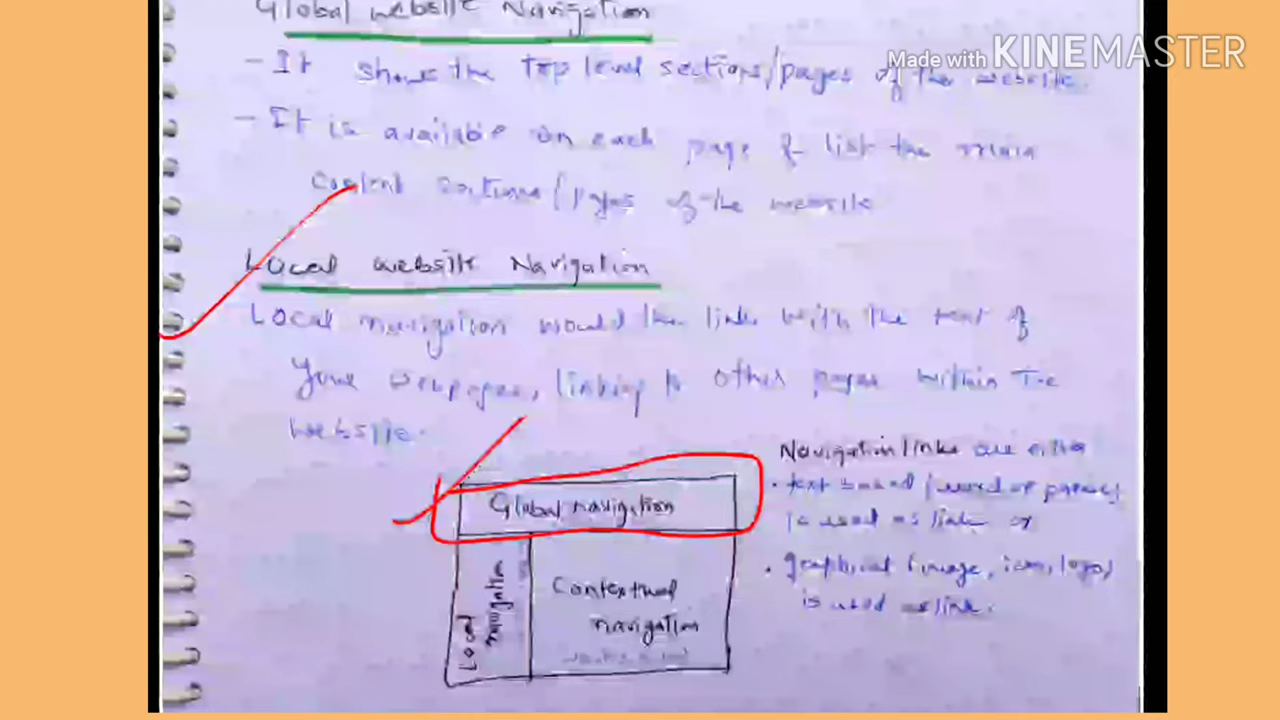 Global website Navigation
Made with KINEMASTER
- It shows the top level sections/pages of the website.
- It is available on each page & list the main
content sections/pages of the website
Local website Navigation
Local navigation would the links with the text of
your webpages, linking to other pages within the
website.
Navigation links are either
• text based (word or phrase)
is used as link or
• graphical (image, icon, logo)
is used as link.
Global navigation
Local navigation
Contextual
navigation